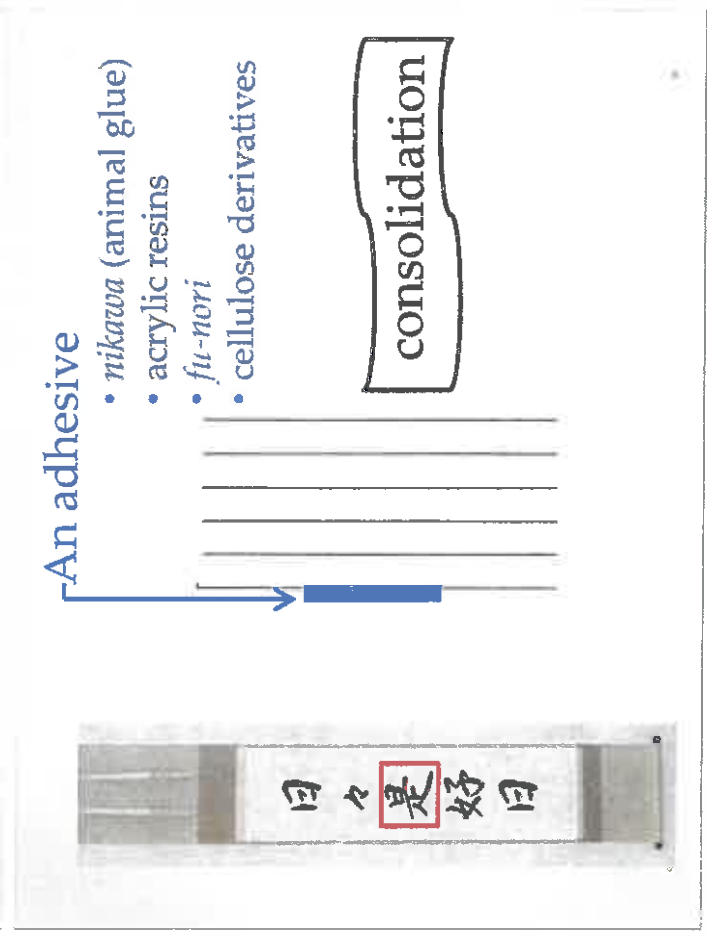 An adhesive
• nikawa (animal glue)
• acrylic resins
• fu-nori
• cellulose derivatives
consolidation
日々是好日